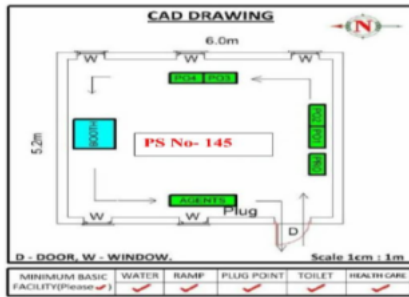 CAD DRAWING
N
6.0m
W W W
PO4 PO3
5.2m
BOOTH
PS No- 145
PO2
PO1
PRO
AGENTS
Plug
W W
D
D - DOOR, W - WINDOW.
Scale 1cm : 1m
MINIMUM BASIC FACILITY(Please✓)
WATER
RAMP
PLUG POINT
TOILET
HEALTH CARE
✓ ✓ ✓ ✓ ✓